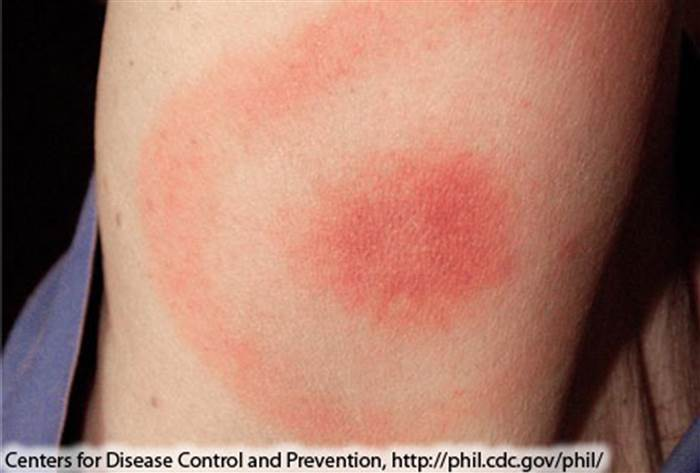 Centers for Disease Control and Prevention, http://phil.cdc.gov/phil/